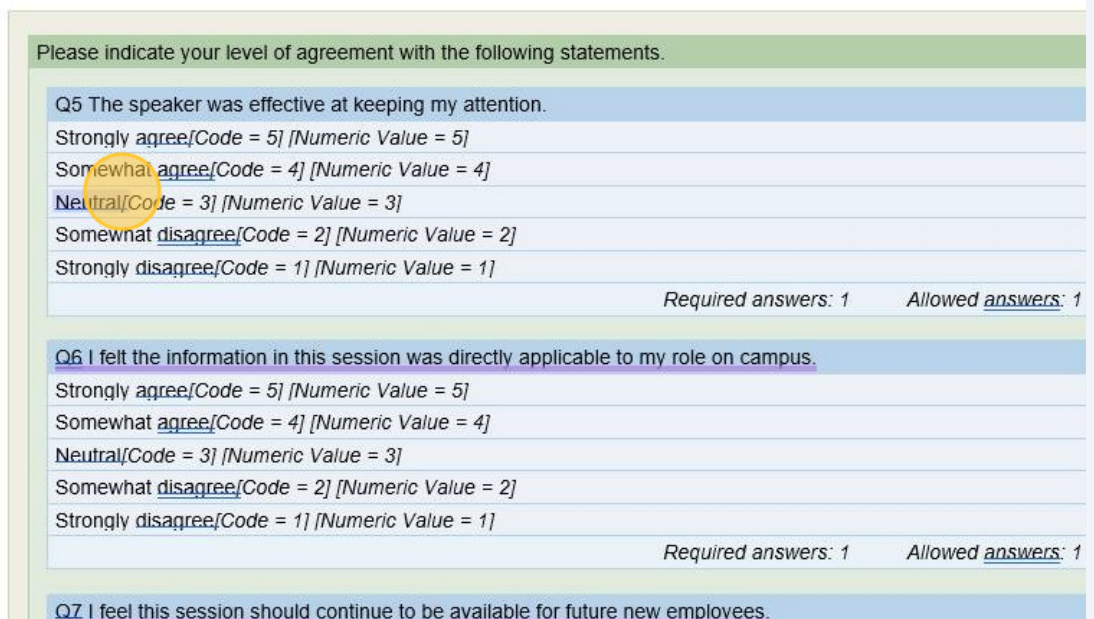 Please indicate your level of agreement with the following statements.
Q5 The speaker was effective at keeping my attention.
Strongly agree[Code = 5] [Numeric Value = 5]
Somewhat agree[Code = 4] [Numeric Value = 4]
Neutral[Code = 3] [Numeric Value = 3]
Somewhat disagree[Code = 2] [Numeric Value = 2]
Strongly disagree[Code = 1] [Numeric Value = 1]
Required answers: 1 Allowed answers: 1
Q6 I felt the information in this session was directly applicable to my role on campus.
Strongly agree[Code = 5] [Numeric Value = 5]
Somewhat agree[Code = 4] [Numeric Value = 4]
Neutral[Code = 3] [Numeric Value = 3]
Somewhat disagree[Code = 2] [Numeric Value = 2]
Strongly disagree[Code = 1] [Numeric Value = 1]
Required answers: 1 Allowed answers: 1
Q7 I feel this session should continue to be available for future new employees.